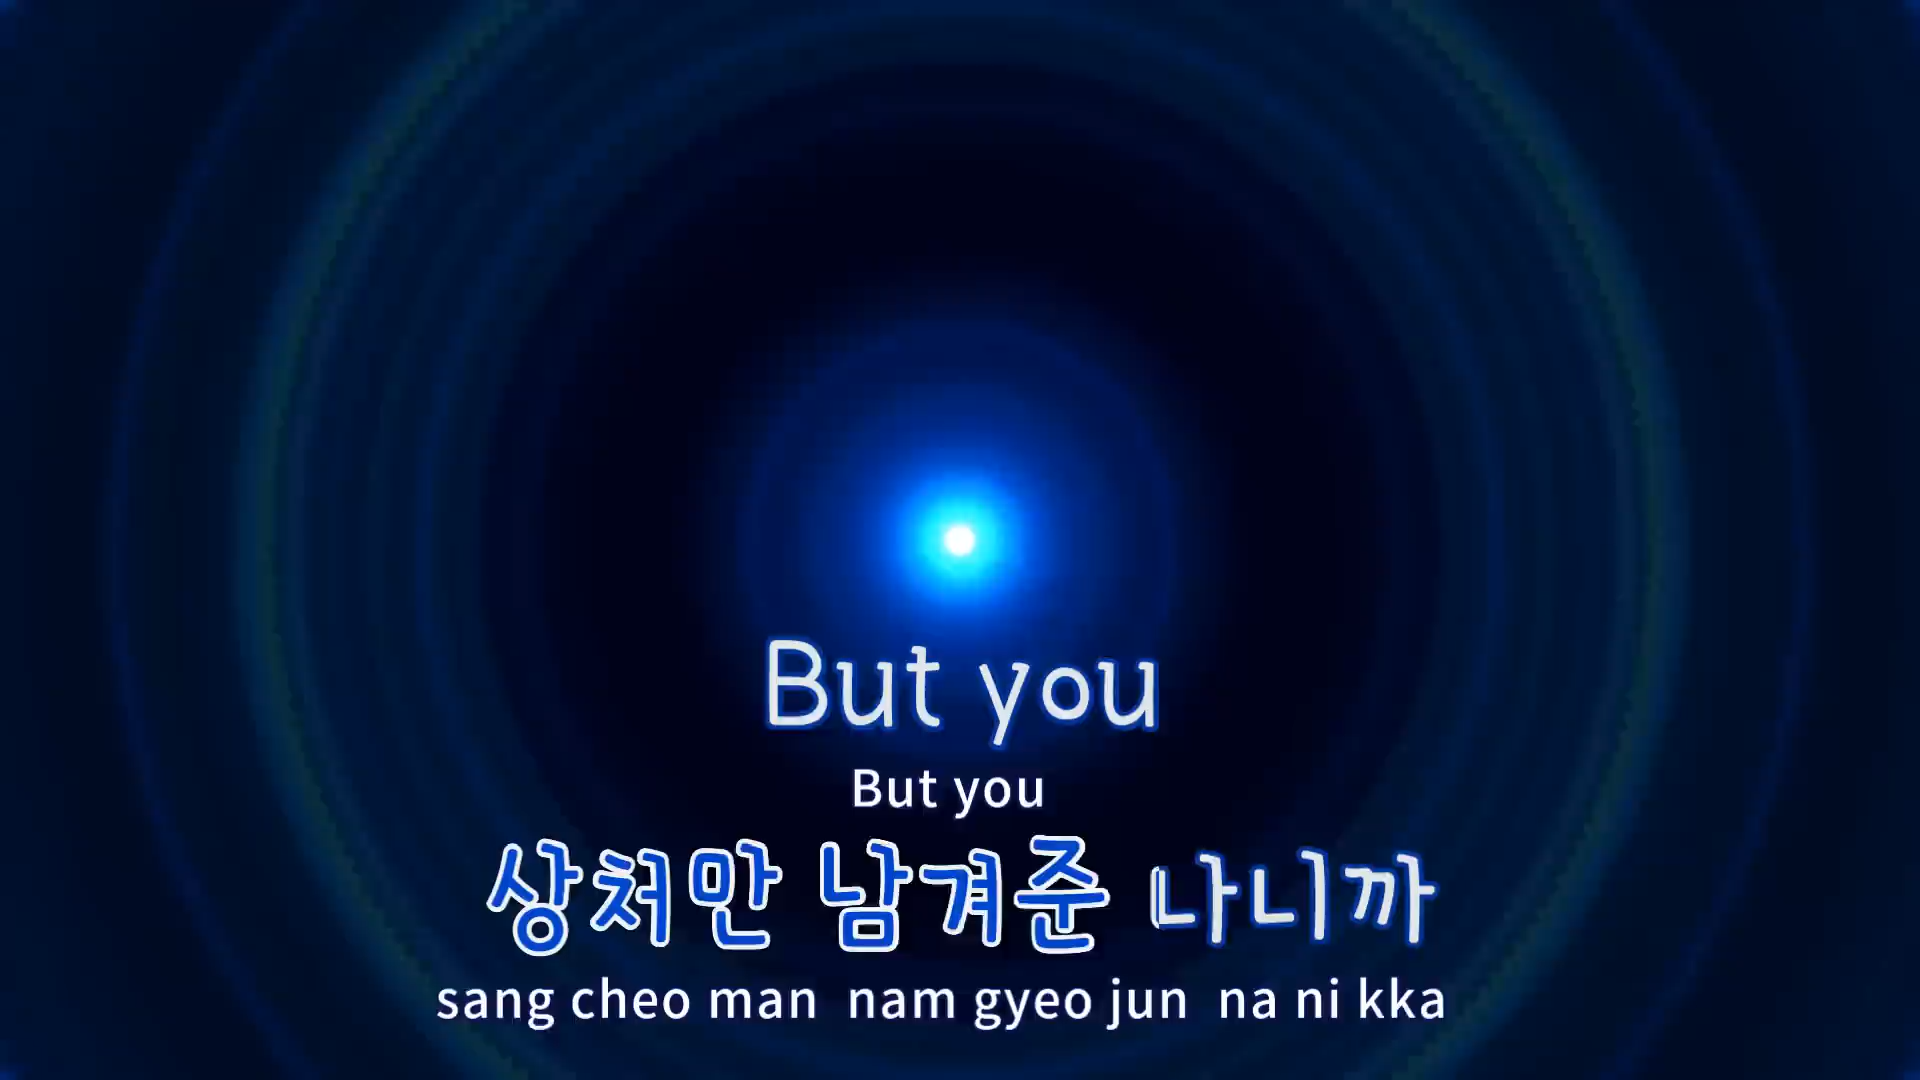 But you
But you
상처만 남겨준 나니까
sang cheo man nam gyeo jun na ni kka